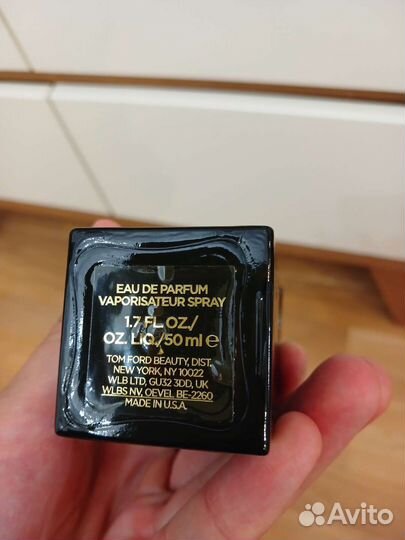 EAU DE PARFUM
VAPORISATEUR SPRAY
1.7 FL. OZ./
OZ. LIQ./50 ml ℮
TOM FORD BEAUTY, DIST.
NEW YORK, NY 10022
WLB LTD, GU32 3DD, UK
WLBS NV, OEVEL BE-2260
MADE IN U.S.A.
Avito